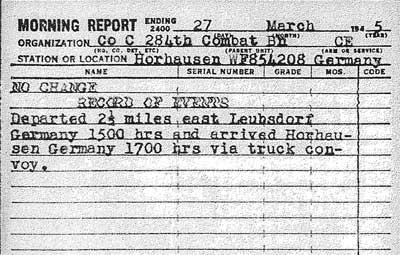 MORNING REPORT ENDING 2400 27 March 1945
(DAY) (MONTH) (YEAR)
ORGANIZATION Co C 284th Combat Bn CE
(CO. CO. DET. ETC) (PARENT UNIT) (ARM OR SERVICE)
STATION OR LOCATION Horhausen WF854208 Germany
NAME SERIAL NUMBER GRADE MOS. CODE
NO CHANGE
RECORD OF EVENTS
Departed 2½ miles east Leubsdorf
Germany 1500 hrs and arrived Horhau-
sen Germany 1700 hrs via truck con-
voy.